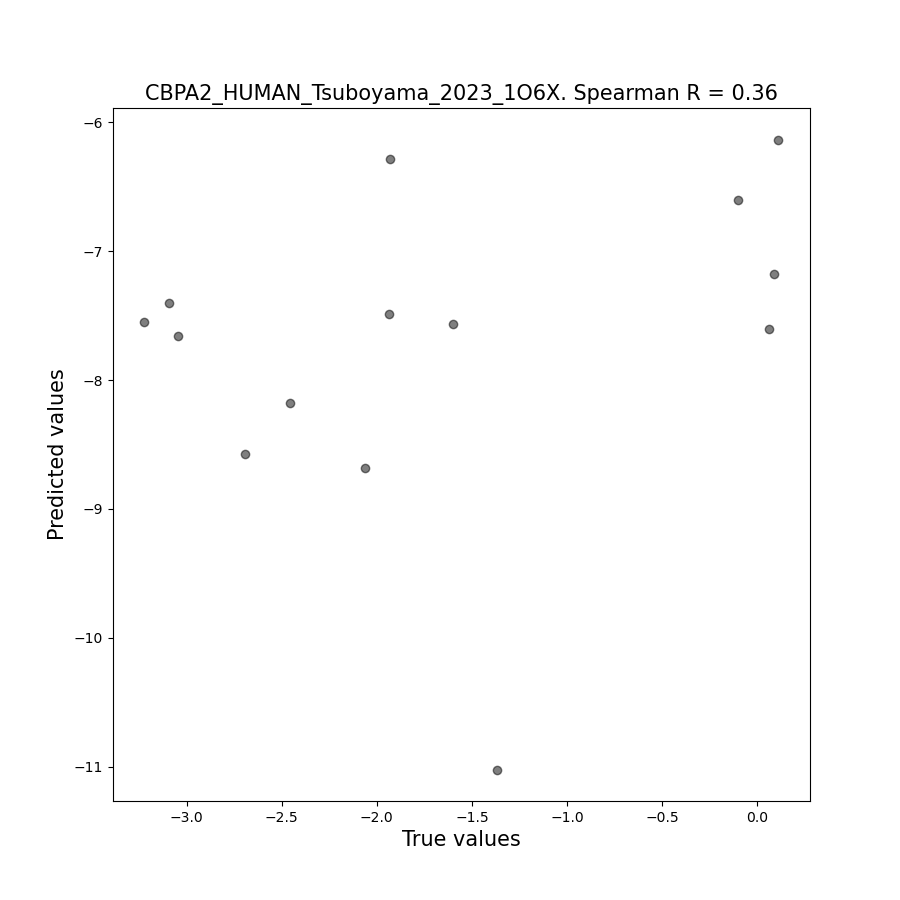 CBPA2_HUMAN_Tsuboyama_2023_1O6X. Spearman R = 0.36
−6
−7
−8
−9
−10
−11
Predicted values
−3.0 −2.5 −2.0 −1.5 −1.0 −0.5 0.0
True values